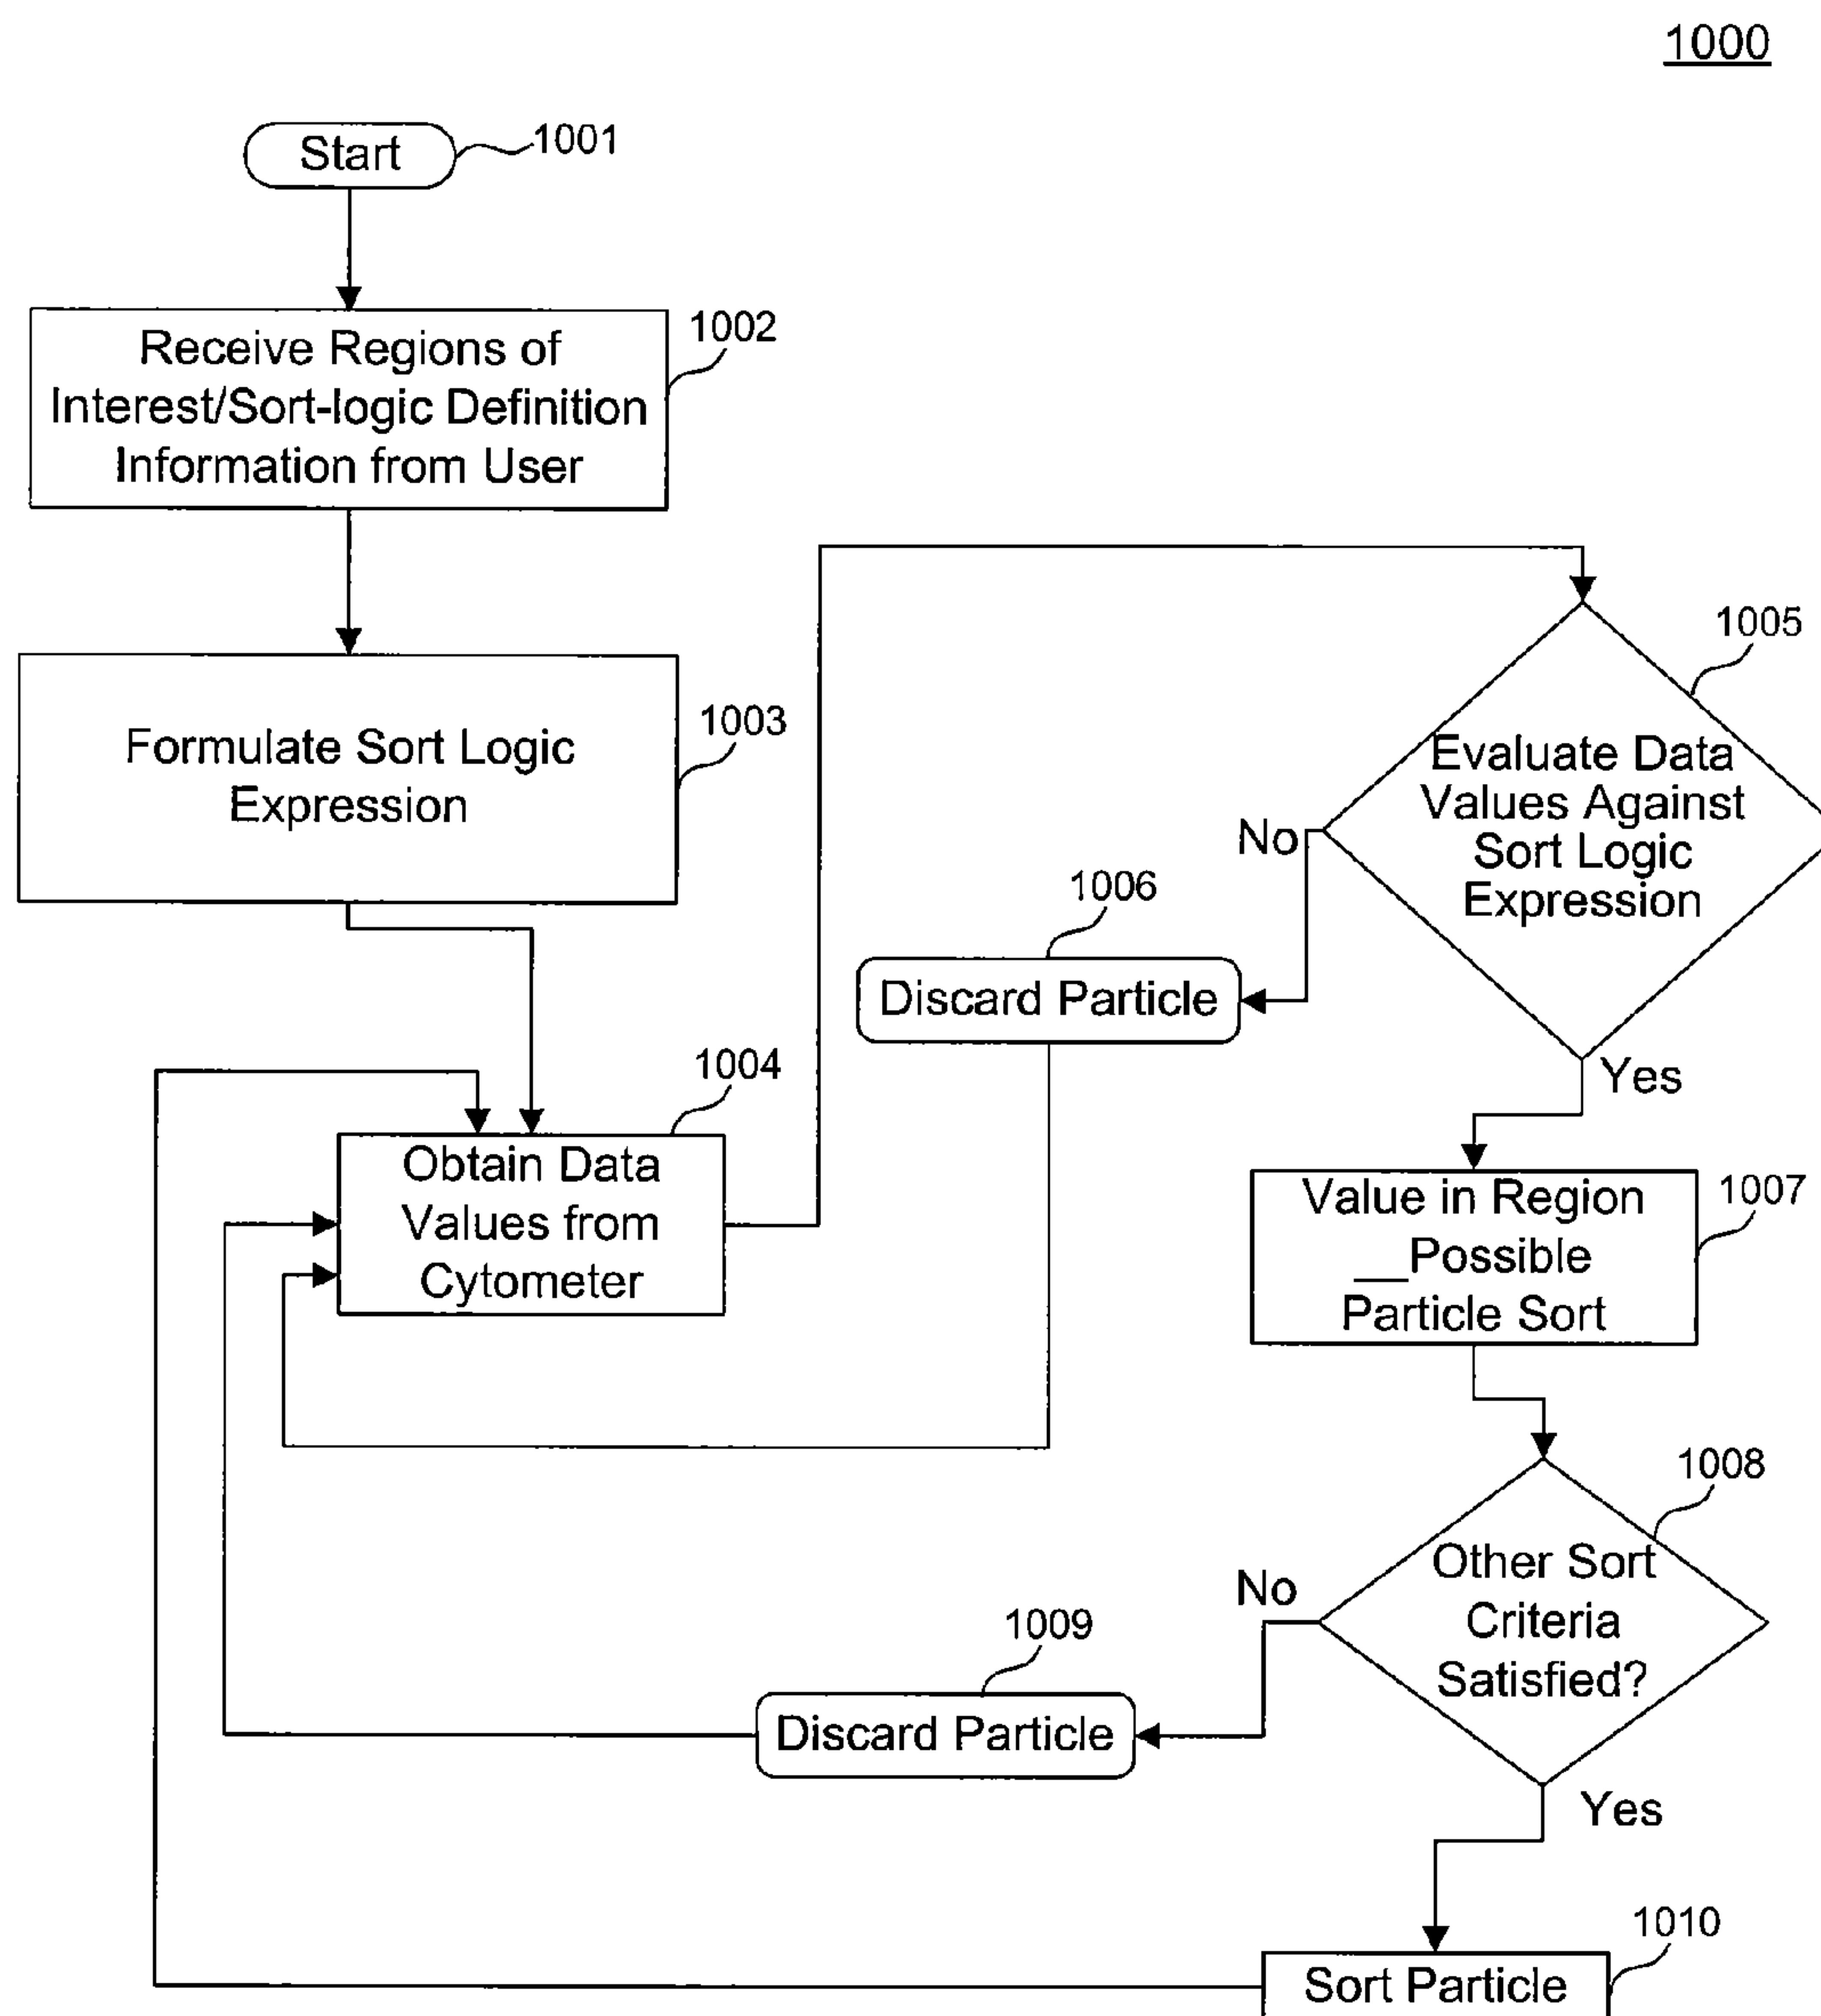 1000
Start
1001
Receive Regions of
Interest/Sort-logic Definition
Information from User
1002
Formulate Sort Logic
Expression
1003
Obtain Data
Values from
Cytometer
1004
Evaluate Data
Values Against
Sort Logic
Expression
1005
No
Yes
Discard Particle
1006
Value in Region
__Possible
Particle Sort
1007
Other Sort
Criteria
Satisfied?
1008
No
Yes
Discard Particle
1009
Sort Particle
1010